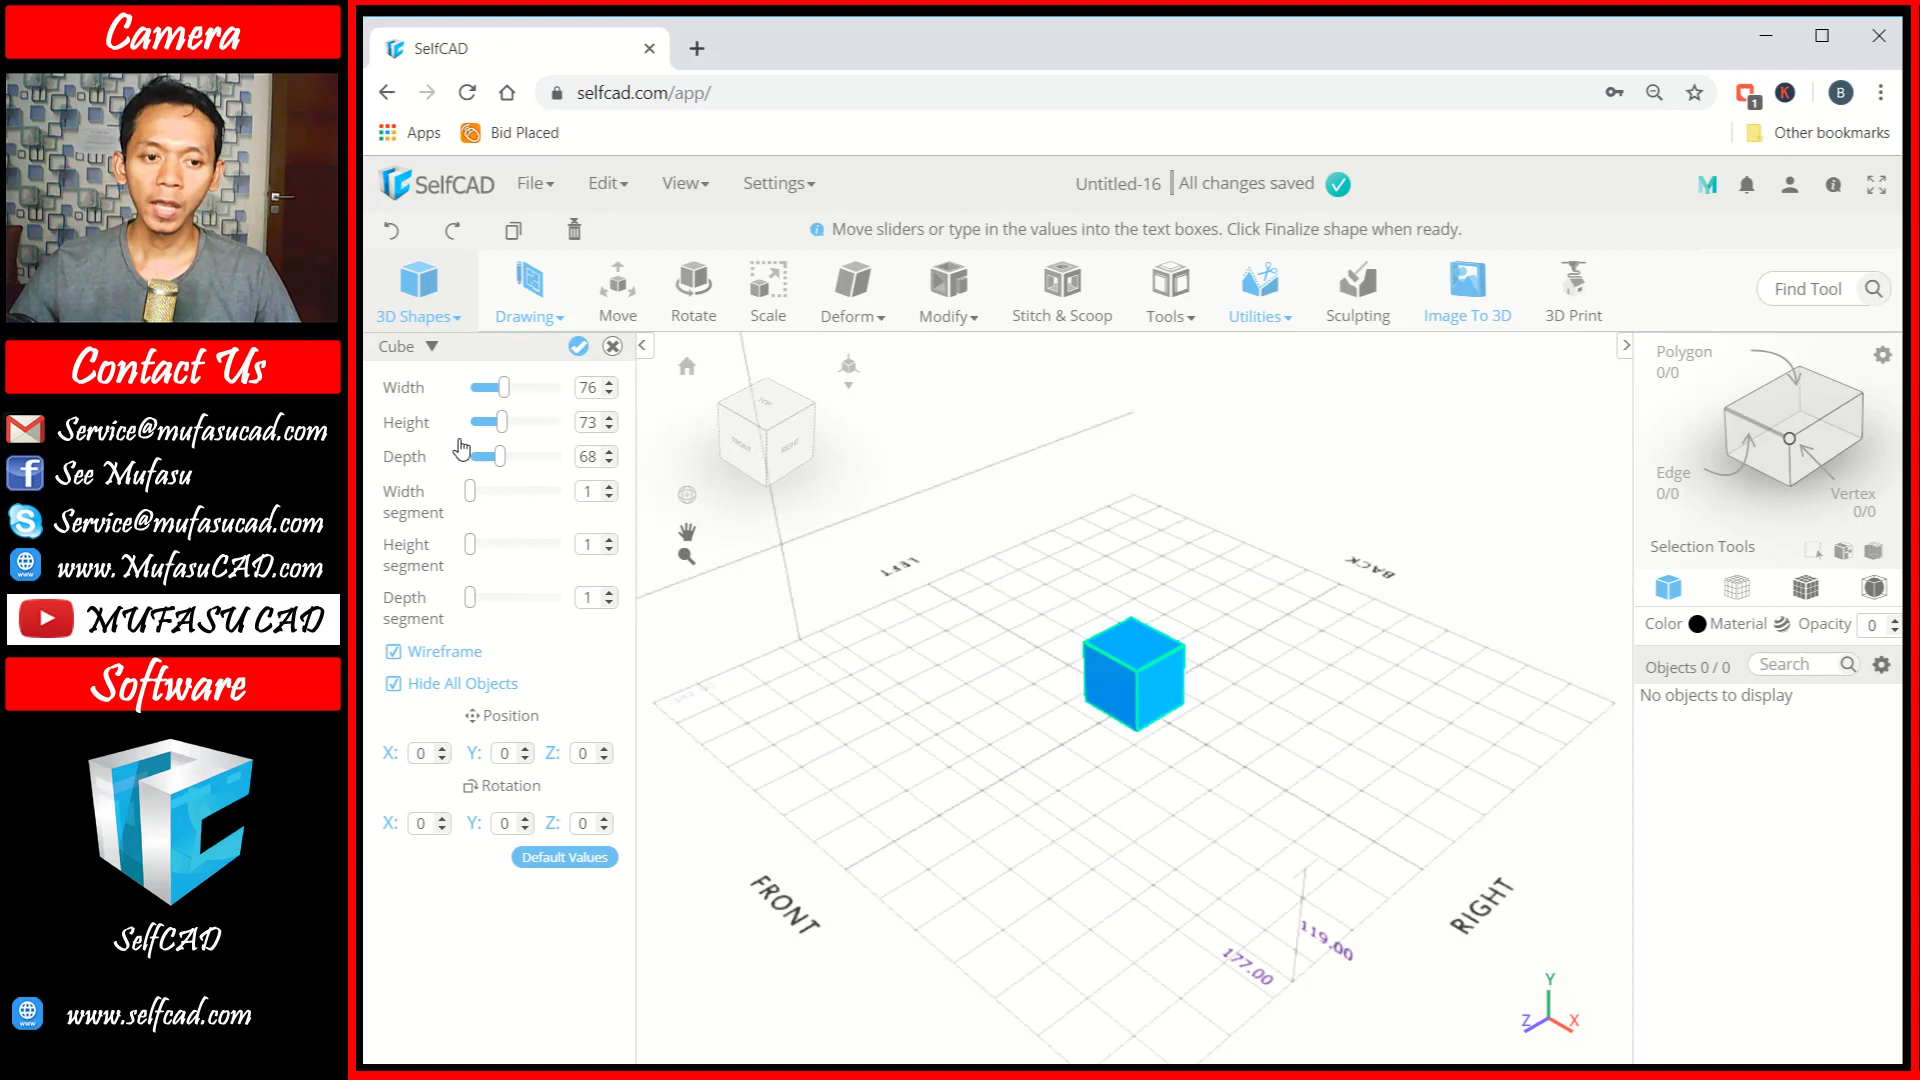 Camera
Contact Us
Service@mufasucad.com
See Mufasu
Service@mufasucad.com
www.MufasuCAD.com
MUFASU CAD
Software
SelfCAD
www.selfcad.com
SelfCAD
selfcad.com/app/
1
K
B
Apps
Bid Placed
Other bookmarks
SelfCAD
File
Edit
View
Settings
Untitled-16
All changes saved
M
Move sliders or type in the values into the text boxes. Click Finalize shape when ready.
3D Shapes
Drawing
Move
Rotate
Scale
Deform
Modify
Stitch & Scoop
Tools
Utilities
Sculpting
Image To 3D
3D Print
Find Tool
Cube
Width 76
Height 73
Depth 68
Width segment 1
Height segment 1
Depth segment 1
Wireframe
Hide All Objects
Position
X: 0 Y: 0 Z: 0
Rotation
X: 0 Y: 0 Z: 0
Default Values
TOP
FRONT
RIGHT
LEFT
BACK
FRONT
RIGHT
177.00
119.00
Y
Z
X
Polygon
0/0
Edge
0/0
Vertex
0/0
Selection Tools
Color
Material
Opacity 0
Objects 0 / 0
Search
No objects to display